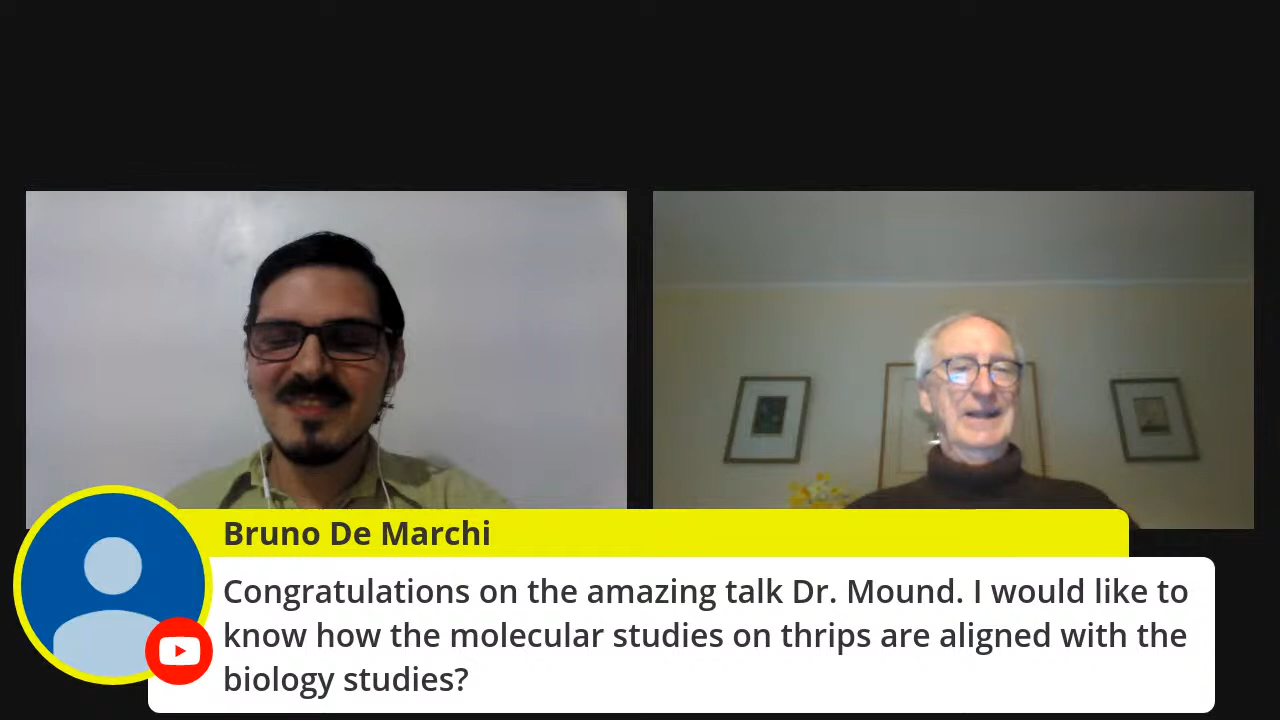 Bruno De Marchi
Congratulations on the amazing talk Dr. Mound. I would like to
know how the molecular studies on thrips are aligned with the
biology studies?